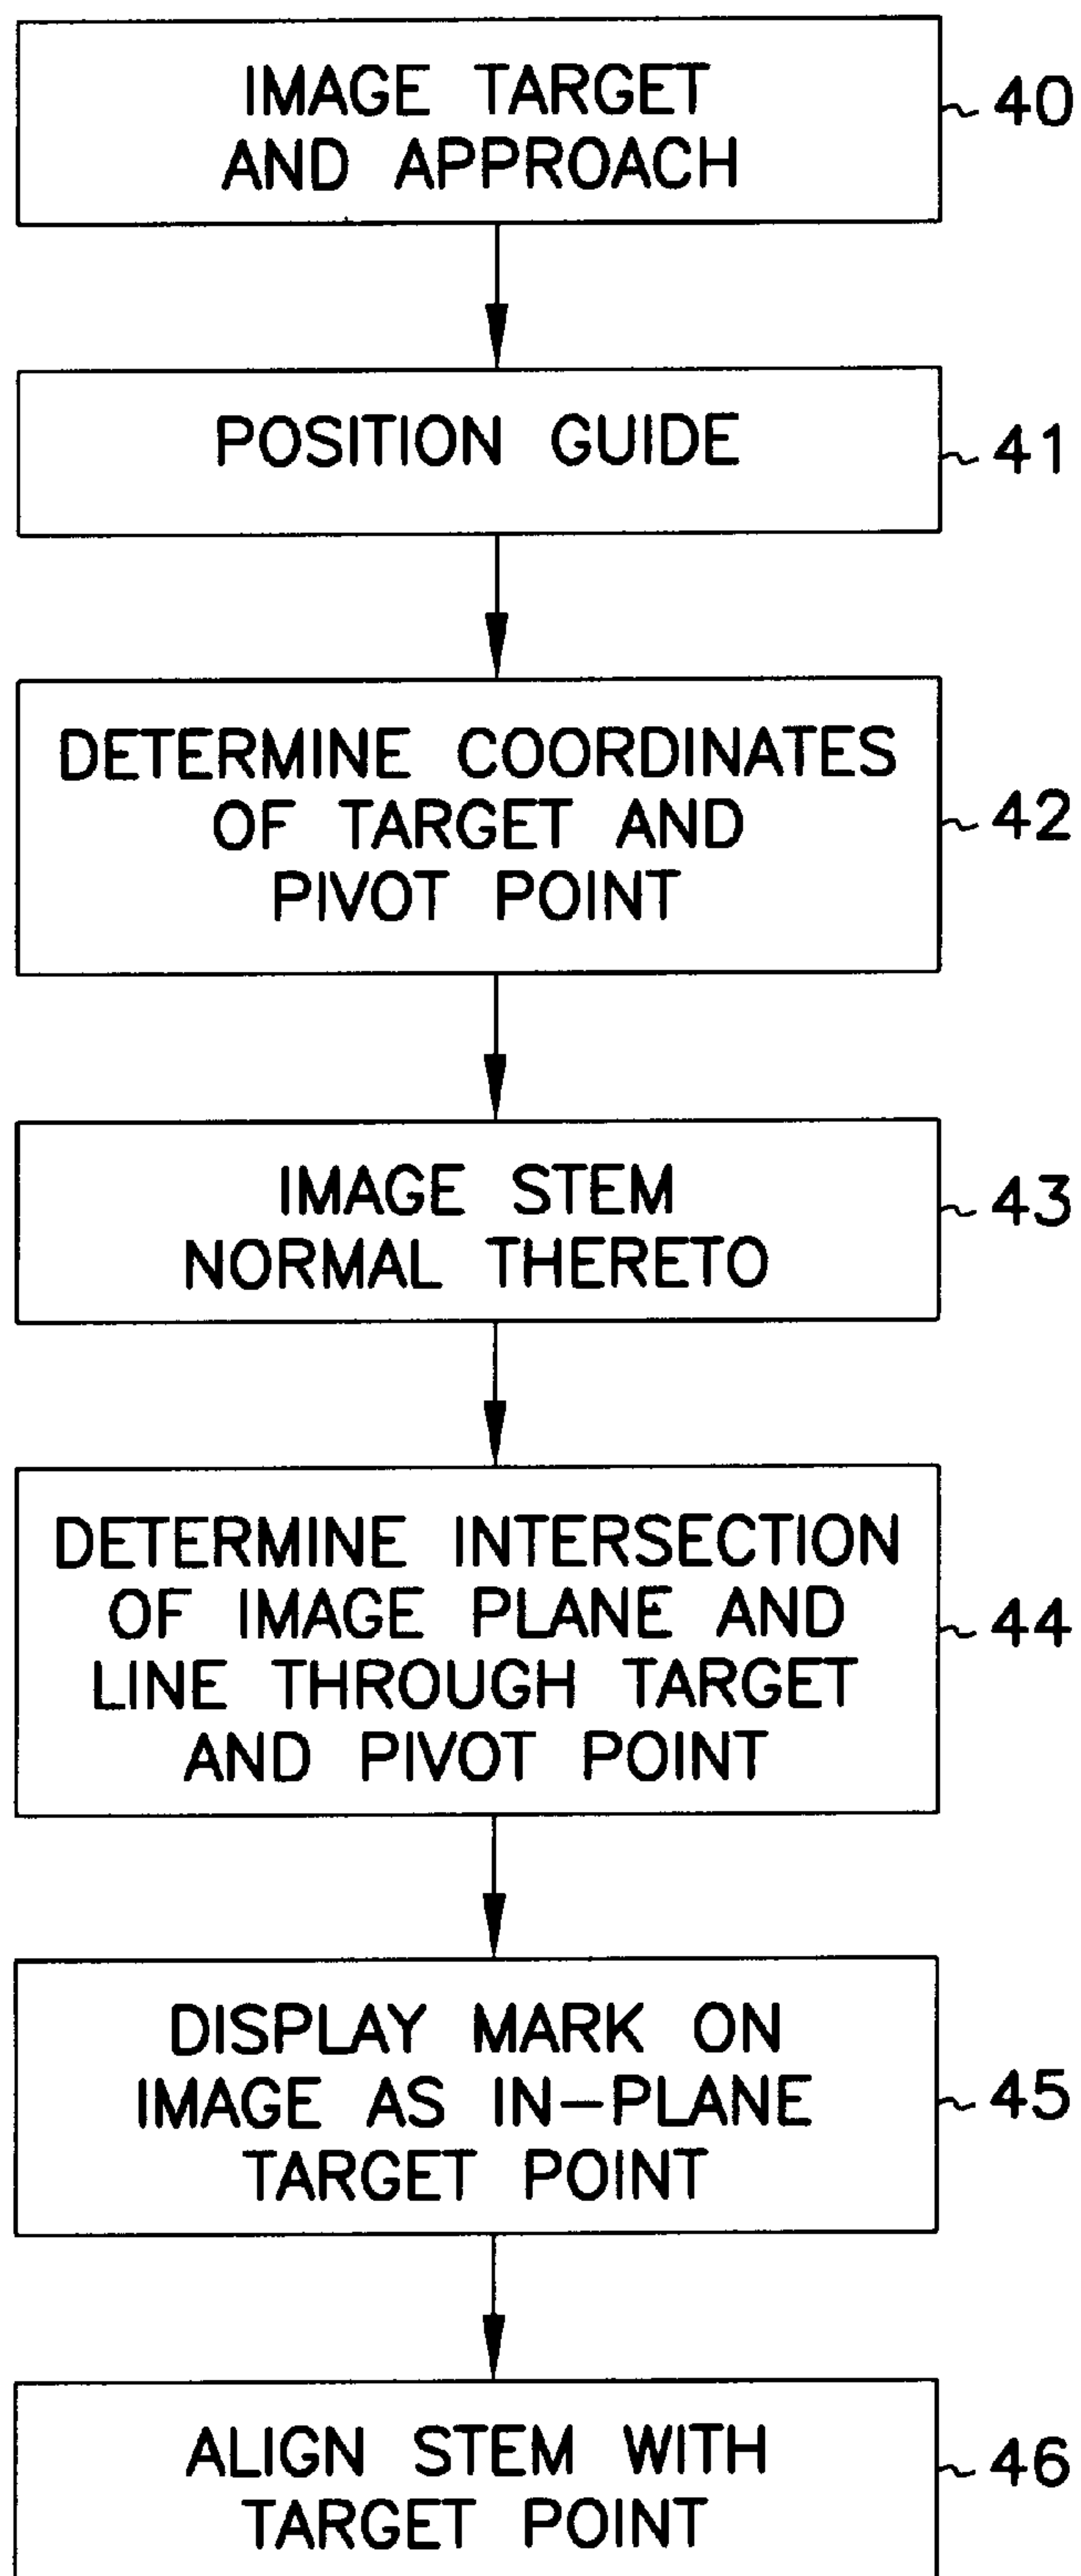 IMAGE TARGET
AND APPROACH
40
POSITION GUIDE
41
DETERMINE COORDINATES
OF TARGET AND
PIVOT POINT
42
IMAGE STEM
NORMAL THERETO
43
DETERMINE INTERSECTION
OF IMAGE PLANE AND
LINE THROUGH TARGET
AND PIVOT POINT
44
DISPLAY MARK ON
IMAGE AS IN-PLANE
TARGET POINT
45
ALIGN STEM WITH
TARGET POINT
46